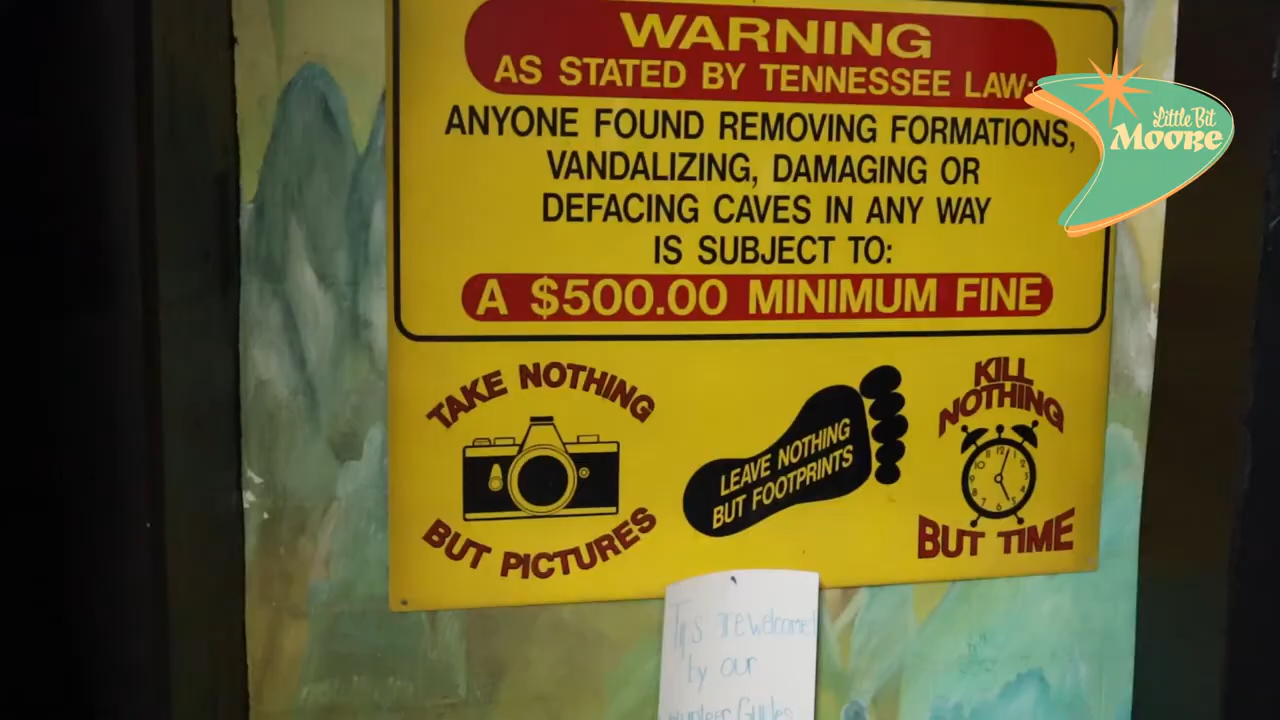 WARNING
AS STATED BY TENNESSEE LAW:
ANYONE FOUND REMOVING FORMATIONS,
VANDALIZING, DAMAGING OR
DEFACING CAVES IN ANY WAY
IS SUBJECT TO:
A $500.00 MINIMUM FINE
TAKE NOTHING
BUT PICTURES
LEAVE NOTHING
BUT FOOTPRINTS
KILL
NOTHING
BUT TIME
Tips are welcomed
by our
Guides
Little Bit
Moore